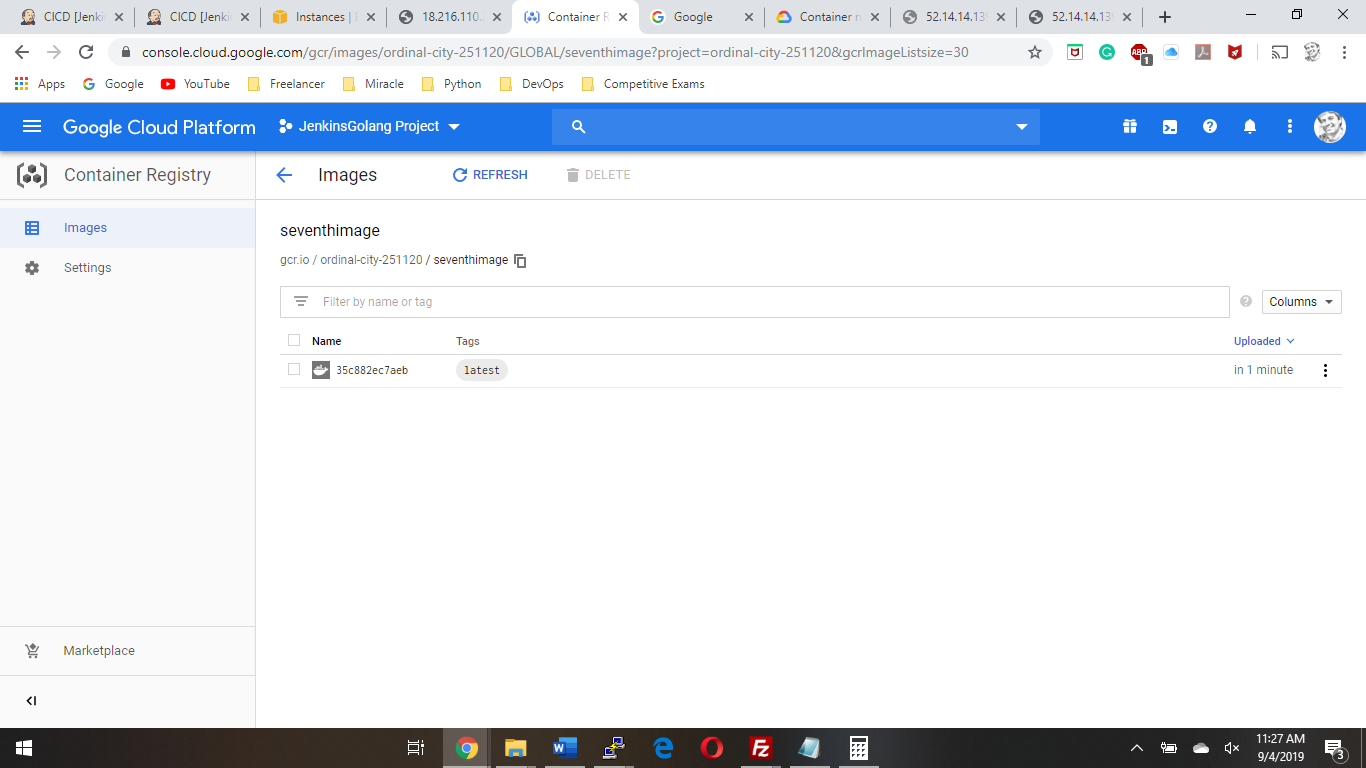 CICD [Jenki
CICD [Jenki
Instances |
18.216.110.
Container R
Google
Container n
52.14.14.13
52.14.14.13
console.cloud.google.com/gcr/images/ordinal-city-251120/GLOBAL/seventhimage?project=ordinal-city-251120&gcrImageListsize=30
ABP
1
Apps
Google
YouTube
Freelancer
Miracle
Python
DevOps
Competitive Exams
Google Cloud Platform
JenkinsGolang Project
Container Registry
Images
REFRESH
DELETE
Images
Settings
Marketplace
seventhimage
gcr.io / ordinal-city-251120 / seventhimage
Filter by name or tag
Columns
Name Tags Uploaded
35c882ec7aeb latest in 1 minute
11:27 AM
9/4/2019
3